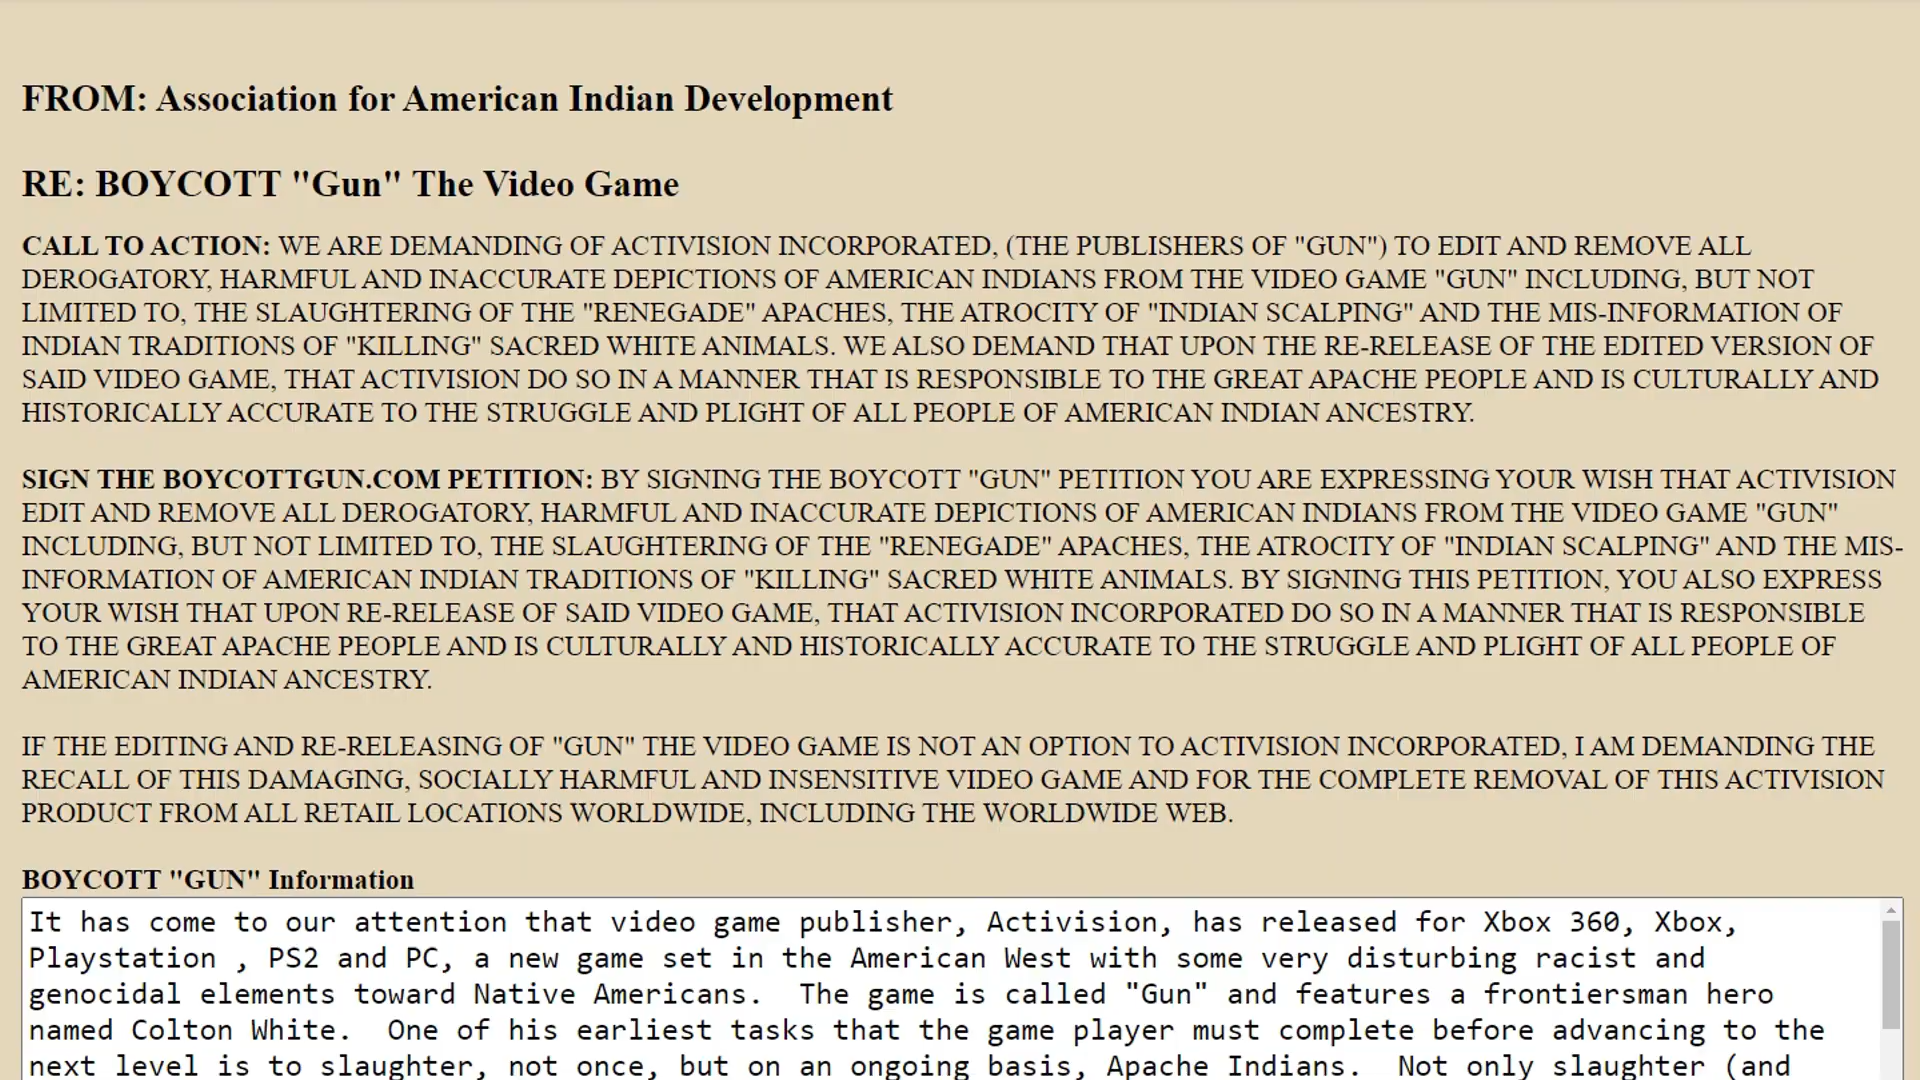 FROM: Association for American Indian Development
RE: BOYCOTT "Gun" The Video Game
CALL TO ACTION: WE ARE DEMANDING OF ACTIVISION INCORPORATED, (THE PUBLISHERS OF "GUN") TO EDIT AND REMOVE ALL
DEROGATORY, HARMFUL AND INACCURATE DEPICTIONS OF AMERICAN INDIANS FROM THE VIDEO GAME "GUN" INCLUDING, BUT NOT
LIMITED TO, THE SLAUGHTERING OF THE "RENEGADE" APACHES, THE ATROCITY OF "INDIAN SCALPING" AND THE MIS-INFORMATION OF
INDIAN TRADITIONS OF "KILLING" SACRED WHITE ANIMALS. WE ALSO DEMAND THAT UPON THE RE-RELEASE OF THE EDITED VERSION OF
SAID VIDEO GAME, THAT ACTIVISION DO SO IN A MANNER THAT IS RESPONSIBLE TO THE GREAT APACHE PEOPLE AND IS CULTURALLY AND
HISTORICALLY ACCURATE TO THE STRUGGLE AND PLIGHT OF ALL PEOPLE OF AMERICAN INDIAN ANCESTRY.
SIGN THE BOYCOTTGUN.COM PETITION: BY SIGNING THE BOYCOTT "GUN" PETITION YOU ARE EXPRESSING YOUR WISH THAT ACTIVISION
EDIT AND REMOVE ALL DEROGATORY, HARMFUL AND INACCURATE DEPICTIONS OF AMERICAN INDIANS FROM THE VIDEO GAME "GUN"
INCLUDING, BUT NOT LIMITED TO, THE SLAUGHTERING OF THE "RENEGADE" APACHES, THE ATROCITY OF "INDIAN SCALPING" AND THE MIS-
INFORMATION OF AMERICAN INDIAN TRADITIONS OF "KILLING" SACRED WHITE ANIMALS. BY SIGNING THIS PETITION, YOU ALSO EXPRESS
YOUR WISH THAT UPON RE-RELEASE OF SAID VIDEO GAME, THAT ACTIVISION INCORPORATED DO SO IN A MANNER THAT IS RESPONSIBLE
TO THE GREAT APACHE PEOPLE AND IS CULTURALLY AND HISTORICALLY ACCURATE TO THE STRUGGLE AND PLIGHT OF ALL PEOPLE OF
AMERICAN INDIAN ANCESTRY.
IF THE EDITING AND RE-RELEASING OF "GUN" THE VIDEO GAME IS NOT AN OPTION TO ACTIVISION INCORPORATED, I AM DEMANDING THE
RECALL OF THIS DAMAGING, SOCIALLY HARMFUL AND INSENSITIVE VIDEO GAME AND FOR THE COMPLETE REMOVAL OF THIS ACTIVISION
PRODUCT FROM ALL RETAIL LOCATIONS WORLDWIDE, INCLUDING THE WORLDWIDE WEB.
BOYCOTT "GUN" Information
It has come to our attention that video game publisher, Activision, has released for Xbox 360, Xbox,
Playstation , PS2 and PC, a new game set in the American West with some very disturbing racist and
genocidal elements toward Native Americans.  The game is called "Gun" and features a frontiersman hero
named Colton White.  One of his earliest tasks that the game player must complete before advancing to the
next level is to slaughter, not once, but on an ongoing basis, Apache Indians.  Not only slaughter (and